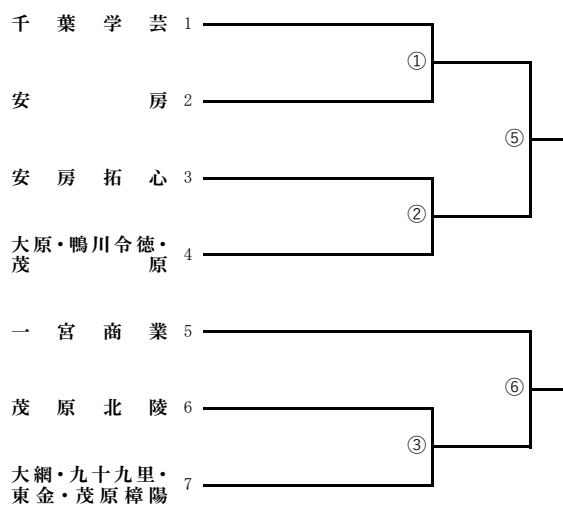 千葉学芸 1
①
安房 2
⑤
安房拓心 3
②
大原・鴨川令徳・
茂原 4
一宮商業 5
⑥
茂原北陵 6
③
大網・九十九里・
東金・茂原樟陽 7